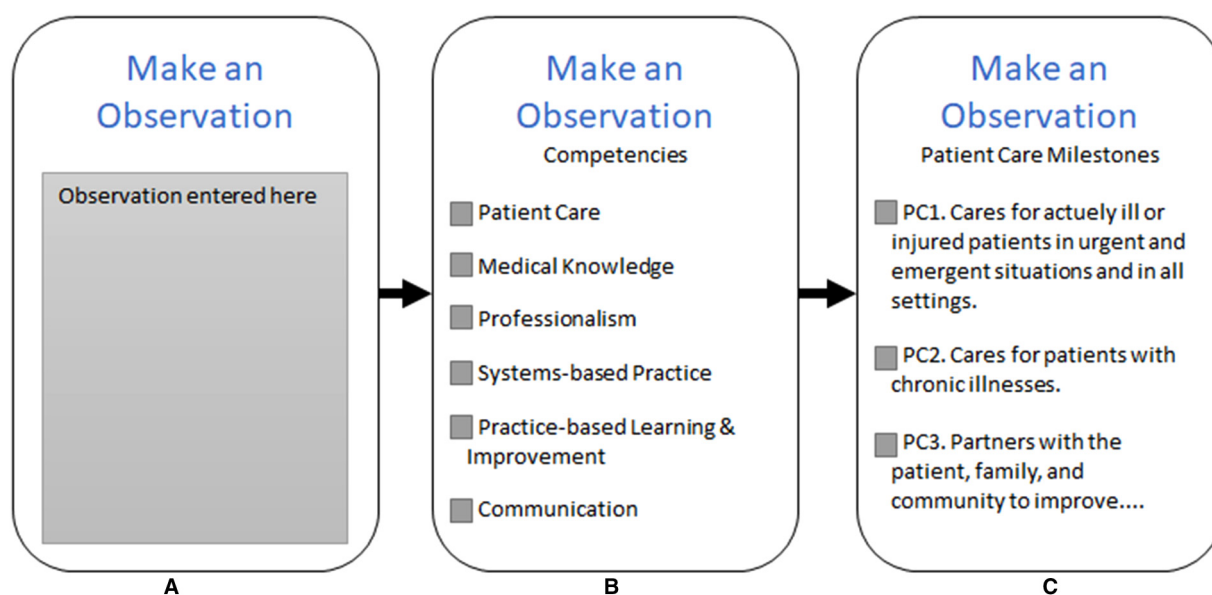 Make an
Observation
Observation entered here
A
Make an
Observation
Competencies
Patient Care
Medical Knowledge
Professionalism
Systems-based Practice
Practice-based Learning &
Improvement
Communication
B
Make an
Observation
Patient Care Milestones
PC1. Cares for actuely ill or
injured patients in urgent and
emergent situations and in all
settings.
PC2. Cares for patients with
chronic illnesses.
PC3. Partners with the
patient, family, and
community to improve....
C